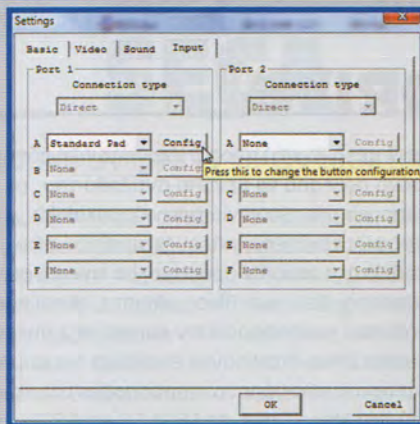 Settings
Basic Video Sound Input
Port 1
Connection type
Direct
A Standard Pad Config
B None Config
C None Config
D None Config
E None Config
F None Config
Port 2
Connection type
Direct
A None Config
Press this to change the button configuration
C None Config
D None Config
E None Config
F None Config
OK Cancel